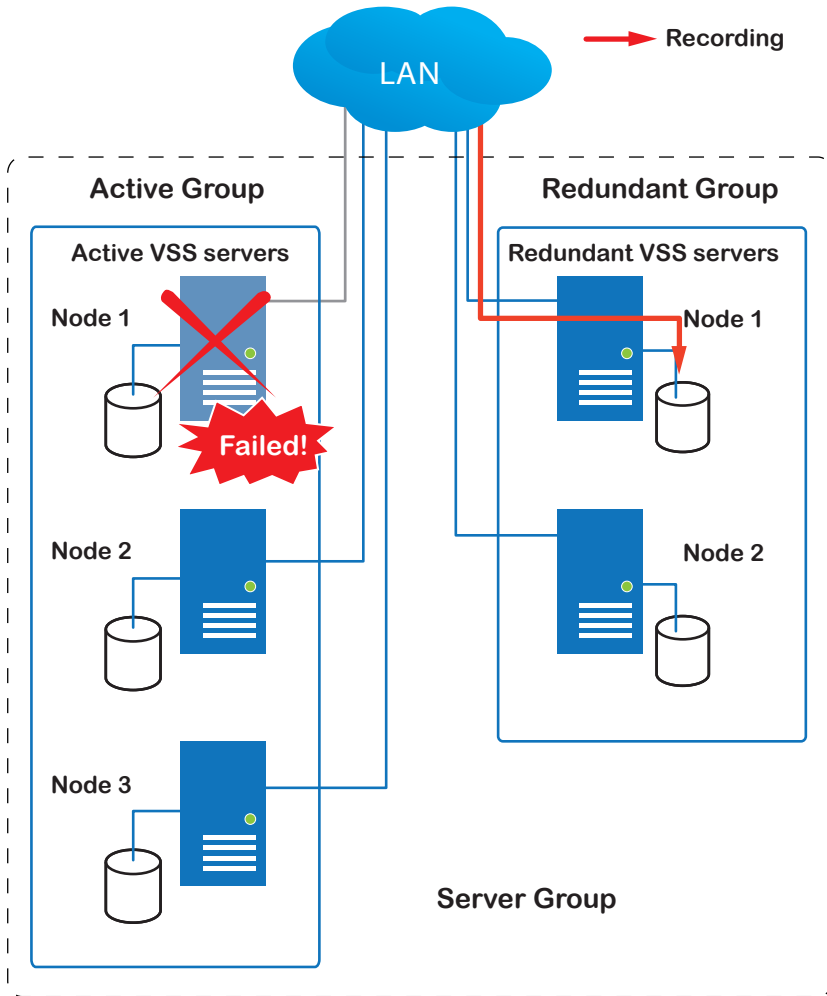 LAN
Recording
Active Group
Redundant Group
Active VSS servers
Redundant VSS servers
Node 1
Node 1
Failed!
Node 2
Node 2
Node 3
Server Group